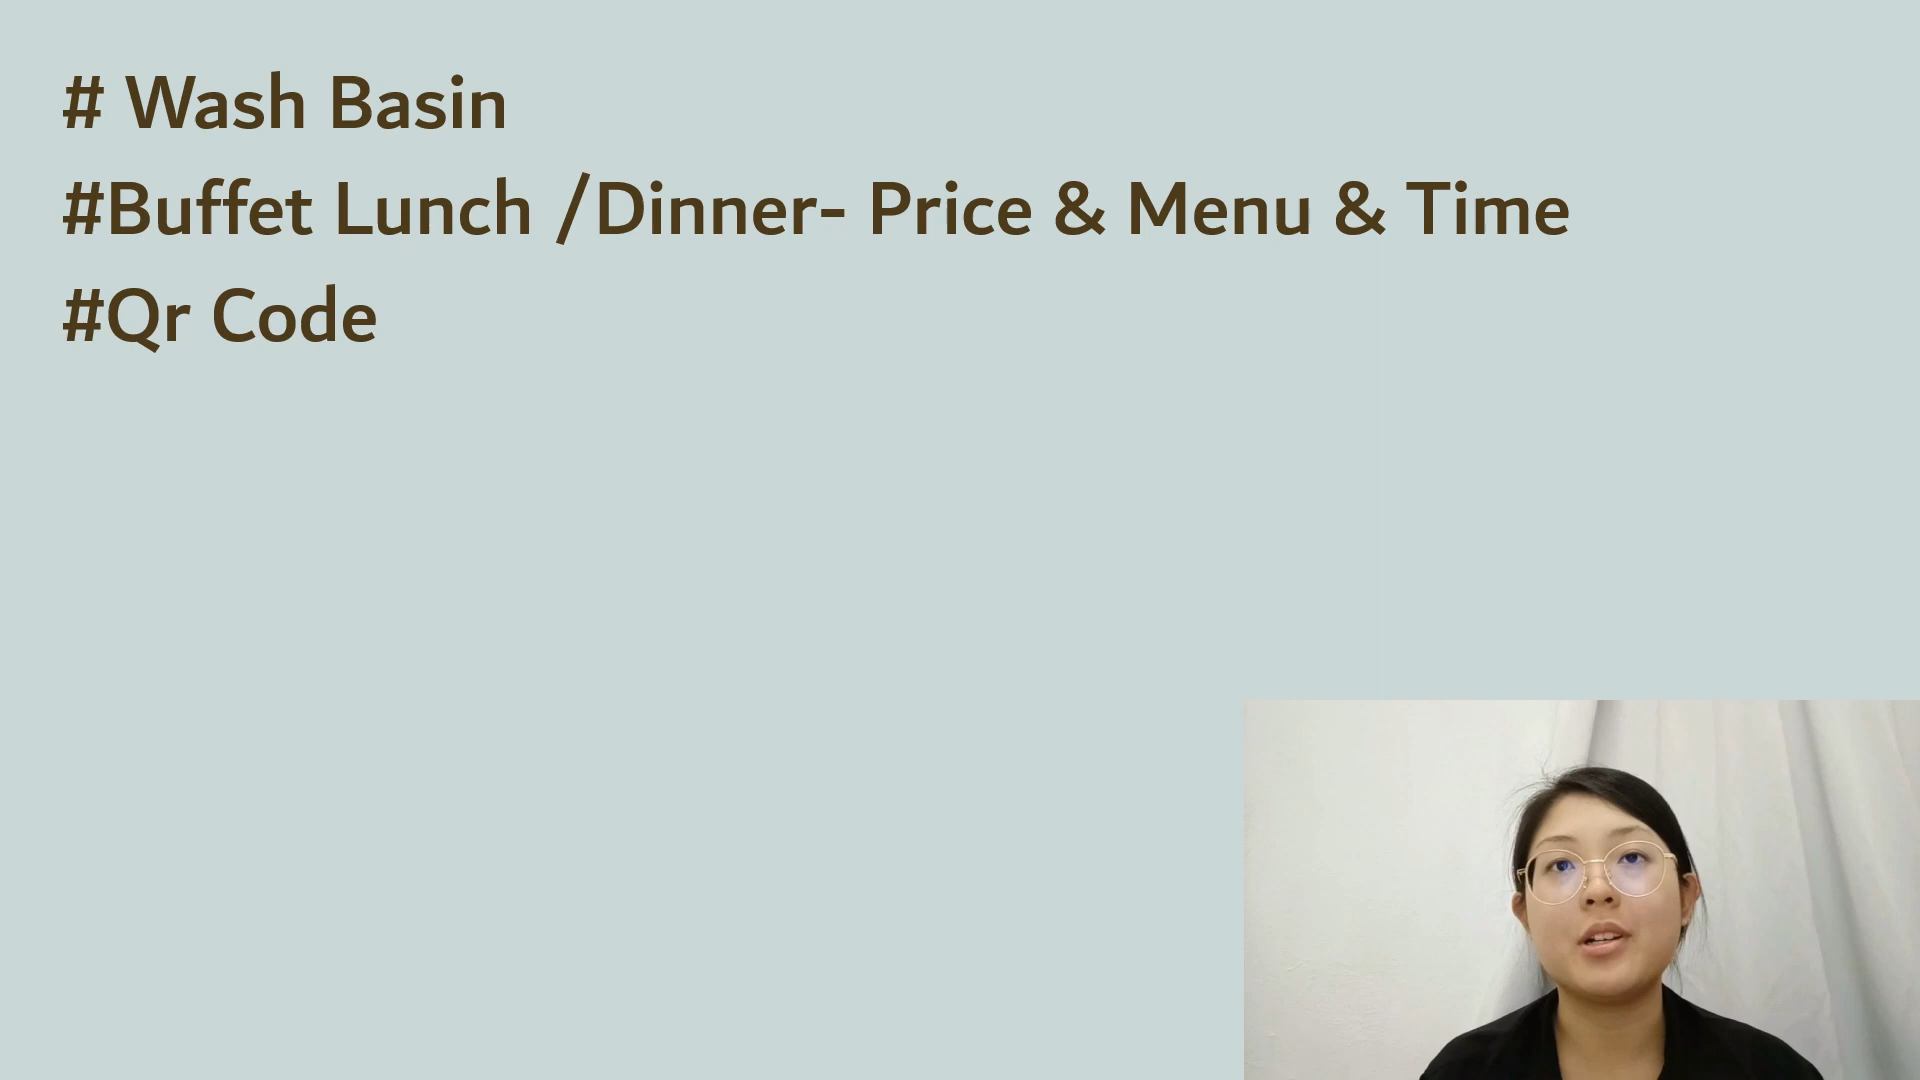 # Wash Basin
#Buffet Lunch /Dinner- Price & Menu & Time
#Qr Code